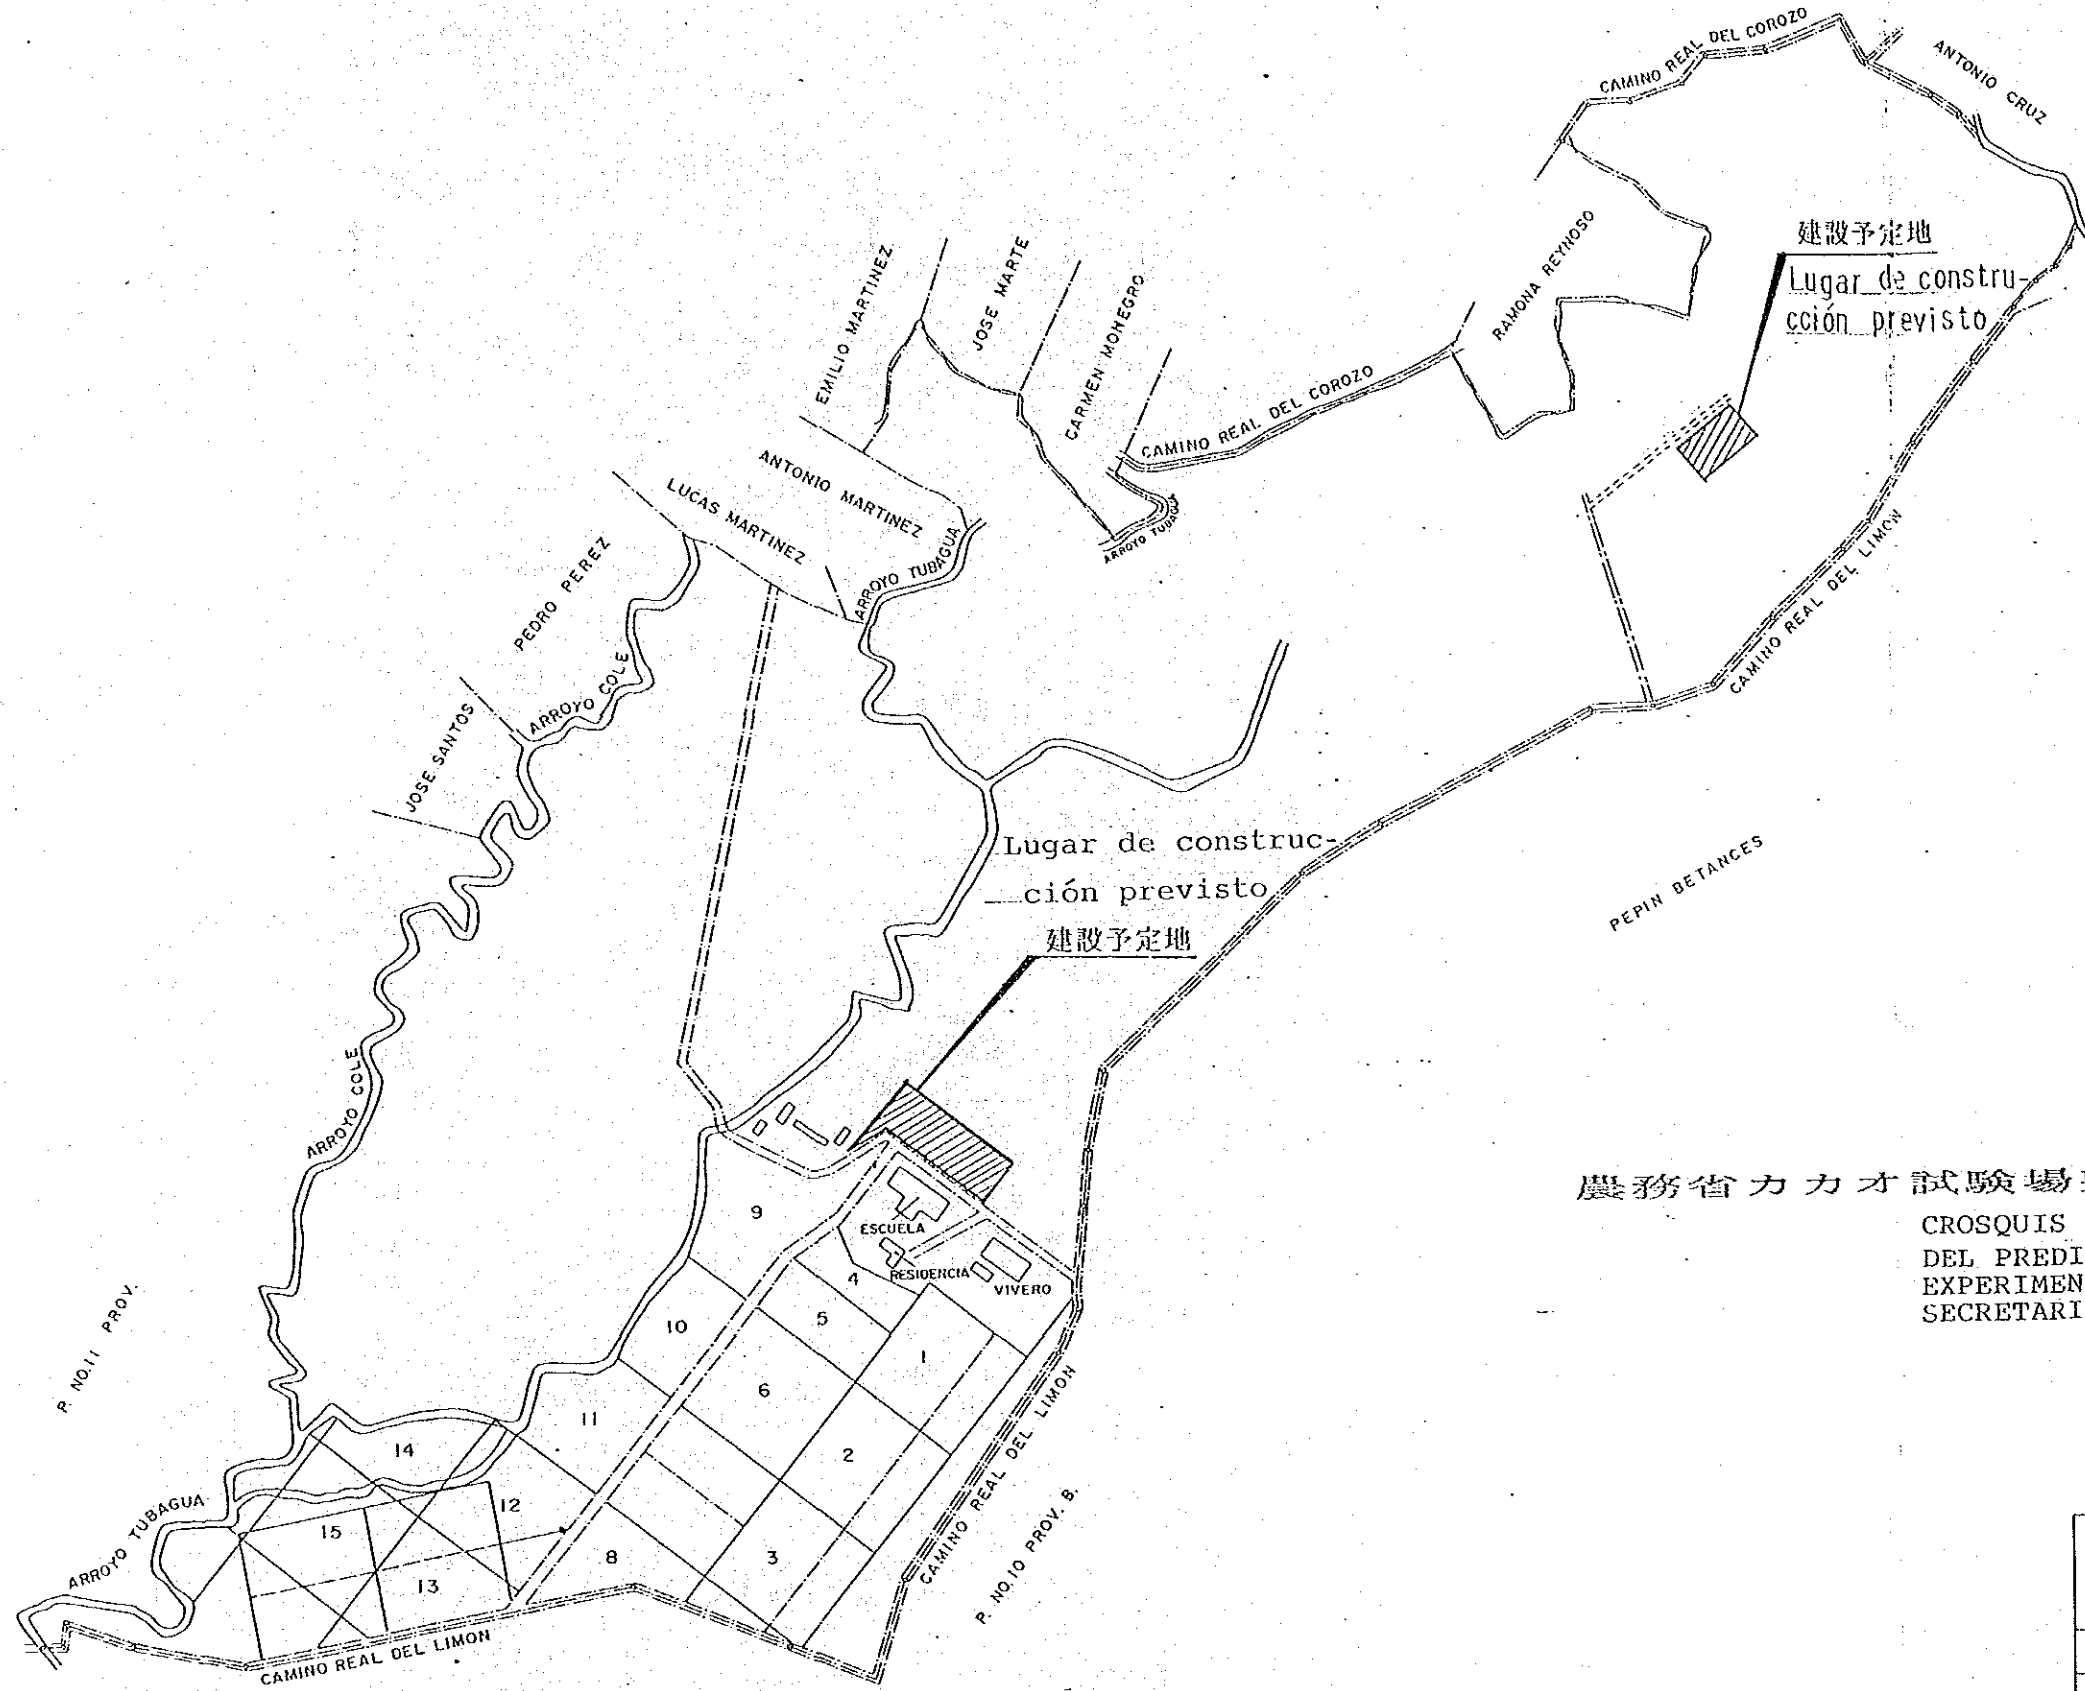 CAMINO REAL DEL COROZO
ANTONIO CRUZ
建設予定地
Lugar de constru-
cción previsto
RAMONA REYNOSO
EMILIO MARTINEZ
JOSE MARTE
CARMEN MONEGRO
CAMINO REAL DEL COROZO
ANTONIO MARTINEZ
LUCAS MARTINEZ
ARROYO TUBAGUA
ARROYO TUBAGUA
PEDRO PEREZ
ARROYO COLE
JOSE SANTOS
CAMINO REAL DEL LIMON
Lugar de construc-
ción previsto
建設予定地
PEPIN BETANCES
ARROYO COLE
農務省カカオ試験場
CROSQUIS
DEL PREDI
EXPERIMEN
SECRETARI
9
ESCUELA
4
RESIDENCIA
VIVERO
10
5
1
P. NO.11 PROV.
6
11
2
14
CAMINO REAL DEL LIMON
12
15
ARROYO TUBAGUA
8
3
13
P. NO.10 PROV. B.
CAMINO REAL DEL LIMON